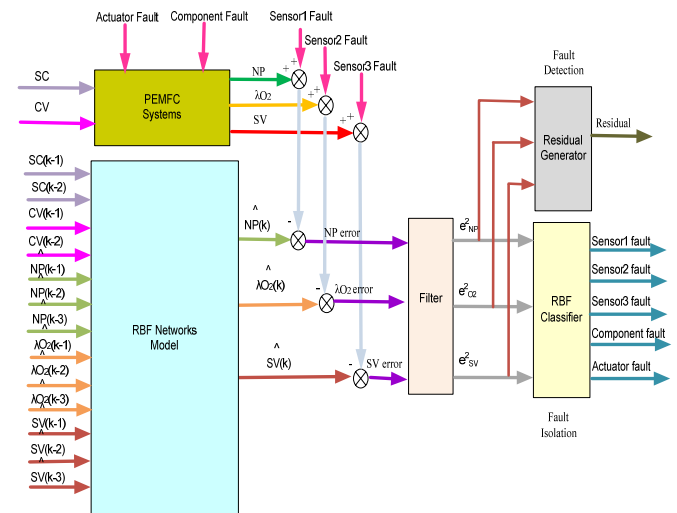 Actuator Fault
Component Fault
Sensor1 Fault
Sensor2 Fault
Sensor3 Fault
SC
CV
PEMFC
Systems
NP
λO2
SV
+ +
+ +
+ +
Fault
Detection
Residual
Generator
Residual
SC(k-1)
SC(k-2)
CV(k-1)
CV(k-2)
^
NP(k-1)
^
NP(k-2)
^
NP(k-3)
^
λO2(k-1)
^
λO2(k-2)
^
λO2(k-3)
^
SV(k-1)
^
SV(k-2)
^
SV(k-3)
RBF Networks
Model
^
NP(k)
^
λO2(k)
^
SV(k)
-
NP error
-
λO2 error
-
SV error
Filter
e²NP
e²O2
e²SV
RBF
Classifier
Sensor1 fault
Sensor2 fault
Sensor3 fault
Component fault
Actuator fault
Fault
Isolation